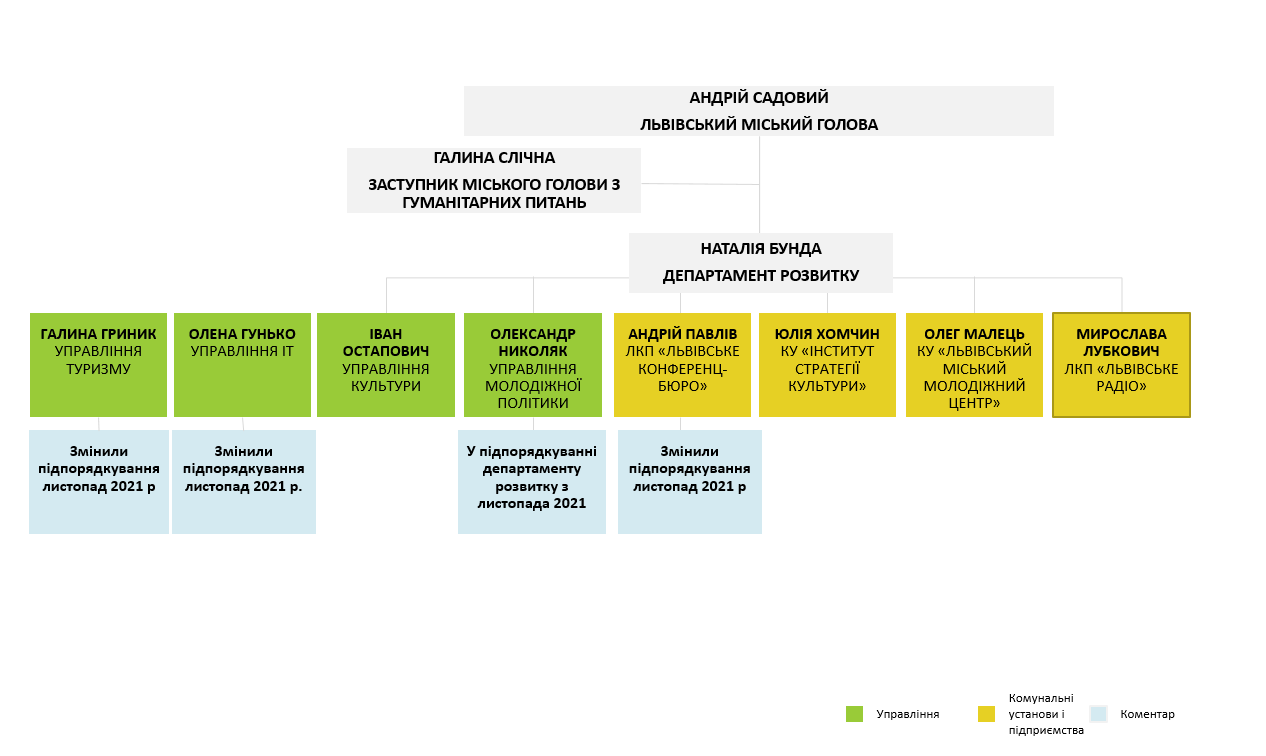 АНДРІЙ САДОВИЙ
ЛЬВІВСЬКИЙ МІСЬКИЙ ГОЛОВА
ГАЛИНА СЛІЧНА
ЗАСТУПНИК МІСЬКОГО ГОЛОВИ З
ГУМАНІТАРНИХ ПИТАНЬ
НАТАЛІЯ БУНДА
ДЕПАРТАМЕНТ РОЗВИТКУ
ГАЛИНА ГРИНИК
УПРАВЛІННЯ
ТУРИЗМУ
ОЛЕНА ГУНЬКО
УПРАВЛІННЯ ІТ
ІВАН
ОСТАПОВИЧ
УПРАВЛІННЯ
КУЛЬТУРИ
ОЛЕКСАНДР
НИКОЛЯК
УПРАВЛІННЯ
МОЛОДІЖНОЇ
ПОЛІТИКИ
АНДРІЙ ПАВЛІВ
ЛКП «ЛЬВІВСЬКЕ
КОНФЕРЕНЦ-
БЮРО»
ЮЛІЯ ХОМЧИН
КУ «ІНСТИТУТ
СТРАТЕГІЇ
КУЛЬТУРИ»
ОЛЕГ МАЛЕЦЬ
КУ «ЛЬВІВСЬКИЙ
МІСЬКИЙ
МОЛОДІЖНИЙ
ЦЕНТР»
МИРОСЛАВА
ЛУБКОВИЧ
ЛКП «ЛЬВІВСЬКЕ
РАДІО»
Змінили
підпорядкування
листопад 2021 р
Змінили
підпорядкування
листопад 2021 р.
У підпорядкуванні
департаменту
розвитку з
листопада 2021
Змінили
підпорядкування
листопад 2021 р
Управління
Комунальні
установи і
підприємства
Коментар